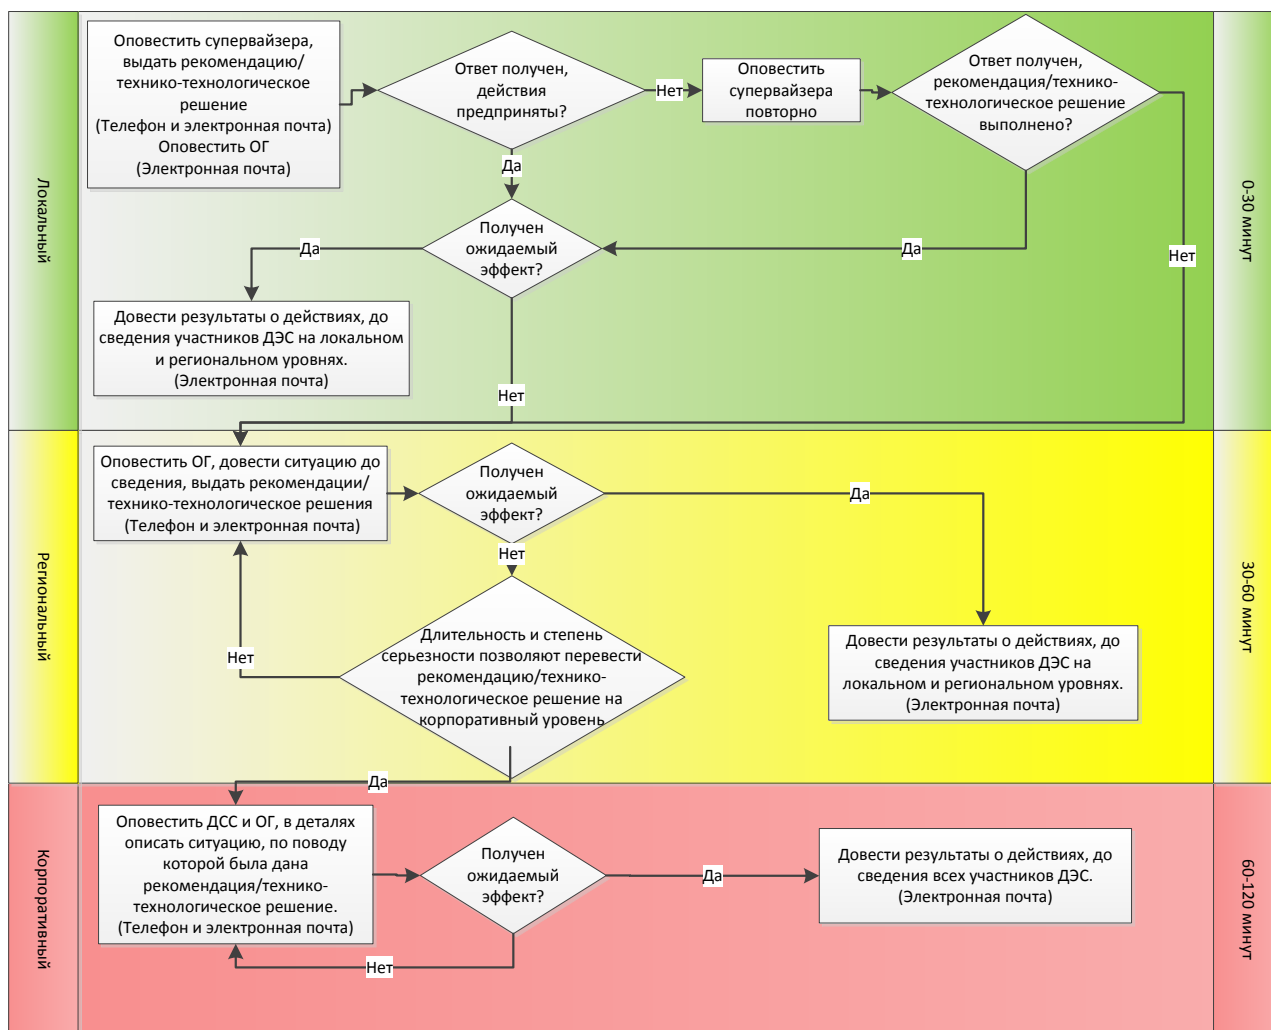 Локальный
Оповестить супервайзера,
выдать рекомендацию/
технико-технологическое
решение
(Телефон и электронная почта)
Оповестить ОГ
(Электронная почта)
Ответ получен,
действия
предприняты?
Нет
Оповестить
супервайзера
повторно
Ответ получен,
рекомендация/технико-
технологическое решение
выполнено?
0-30 минут
Да
Получен
ожидаемый
эффект?
Да
Да
Нет
Довести результаты о действиях, до
сведения участников ДЭС на локальном
и региональном уровнях.
(Электронная почта)
Нет
Региональный
Оповестить ОГ, довести ситуацию до
сведения, выдать рекомендации/
технико-технологическое решения
(Телефон и электронная почта)
Получен
ожидаемый
эффект?
Да
30-60 минут
Нет
Длительность и степень
серьезности позволяют перевести
рекомендацию/технико-
технологическое решение на
корпоративный уровень
Нет
Довести результаты о действиях, до
сведения участников ДЭС на
локальном и региональном уровнях.
(Электронная почта)
Да
Корпоративный
Оповестить ДСС и ОГ, в деталях
описать ситуацию, по поводу
которой была дана
рекомендация/технико-
технологическое решение.
(Телефон и электронная почта)
Получен
ожидаемый
эффект?
Да
Довести результаты о действиях, до
сведения всех участников ДЭС.
(Электронная почта)
60-120 минут
Нет